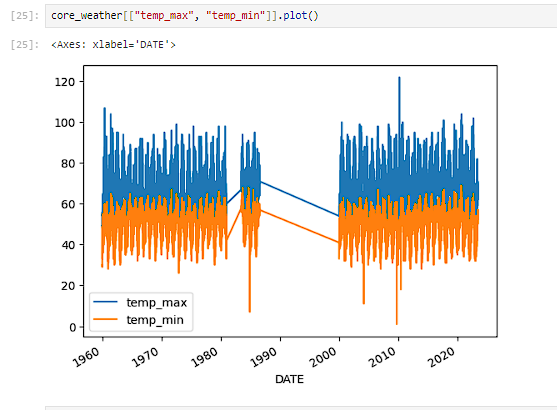 [25]: core_weather[["temp_max", "temp_min"]].plot()
[25]: <Axes: xlabel='DATE'>
120
100
80
60
40
20
0
temp_max
temp_min
1960 1970 1980 1990 2000 2010 2020
DATE